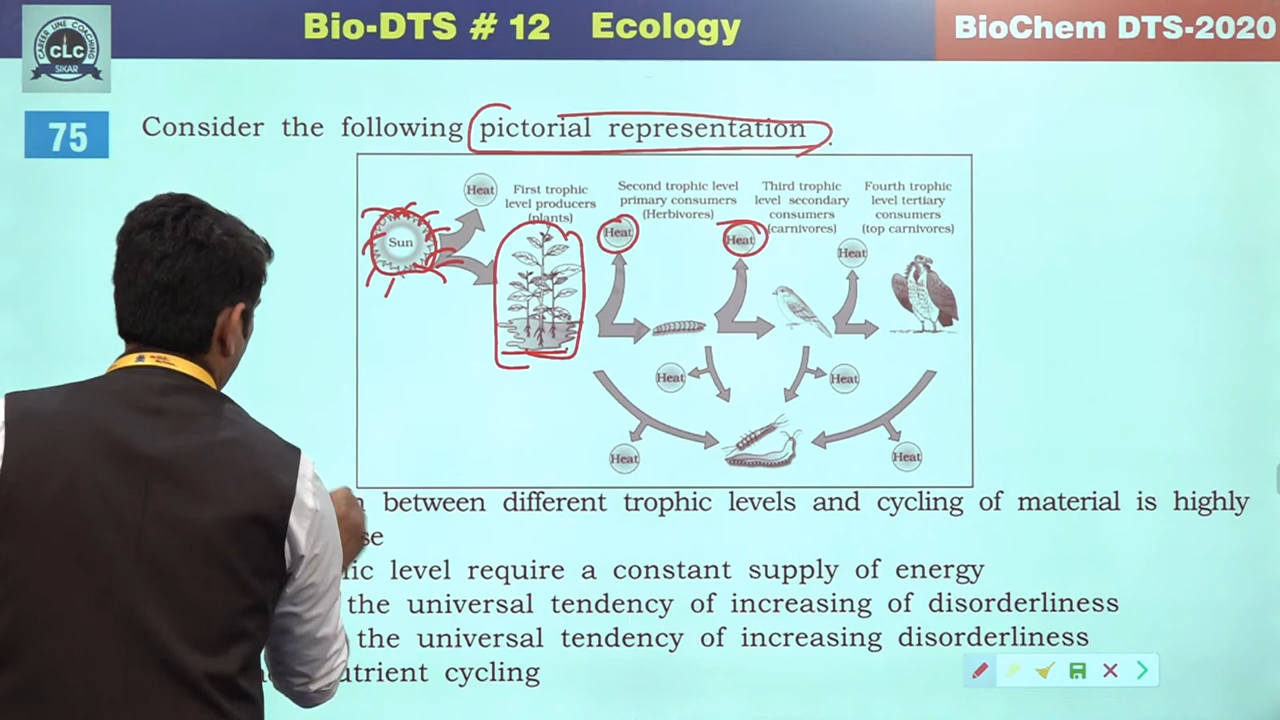 Bio-DTS # 12 Ecology
BioChem DTS-2020
CAREER LINE COACHING
CLC
SIKAR
75
Consider the following pictorial representation.
Heat
Sun
First trophic
level producers
(plants)
Second trophic level
primary consumers
(Herbivores)
Third trophic
level secondary
consumers
(carnivores)
Fourth trophic
level tertiary
consumers
(top carnivores)
Heat
Heat
Heat
Heat
Heat
Heat
Heat
between different trophic levels and cycling of material is highly
level require a constant supply of energy
the universal tendency of increasing of disorderliness
the universal tendency of increasing disorderliness
cycling